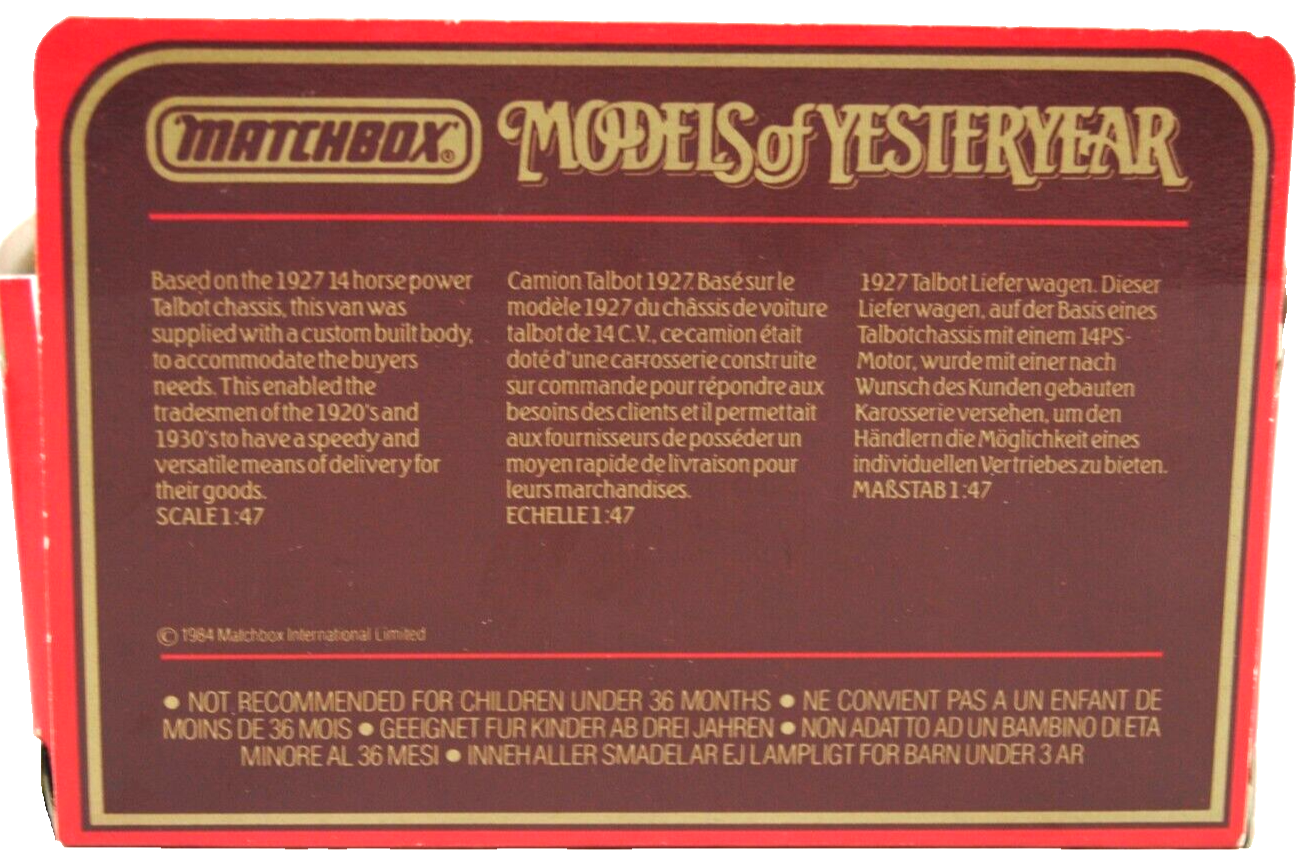 MATCHBOX® MODELS of YESTERYEAR
Based on the 1927 14 horse power
Talbot chassis, this van was
supplied with a custom built body,
to accommodate the buyers
needs. This enabled the
tradesmen of the 1920's and
1930's to have a speedy and
versatile means of delivery for
their goods.
SCALE 1:47
Camion Talbot 1927. Basé sur le
modèle 1927 du châssis de voiture
talbot de 14 C.V., ce camion était
doté d'une carrosserie construite
sur commande pour répondre aux
besoins des clients et il permettait
aux fournisseurs de posséder un
moyen rapide de livraison pour
leurs marchandises.
ECHELLE 1:47
1927 Talbot Lieferwagen. Dieser
Lieferwagen, auf der Basis eines
Talbotchassis mit einem 14PS-
Motor, wurde mit einer nach
Wunsch des Kunden gebauten
Karosserie versehen, um den
Händlern die Möglichkeit eines
individuellen Vertriebes zu bieten.
MAßSTAB 1:47
© 1984 Matchbox International Limited
• NOT RECOMMENDED FOR CHILDREN UNDER 36 MONTHS • NE CONVIENT PAS A UN ENFANT DE
MOINS DE 36 MOIS • GEEIGNET FUR KINDER AB DREI JAHREN • NON ADATTO AD UN BAMBINO DI ETA
MINORE AL 36 MESI • INNEHALLER SMADELAR EJ LAMPLIGT FOR BARN UNDER 3 AR